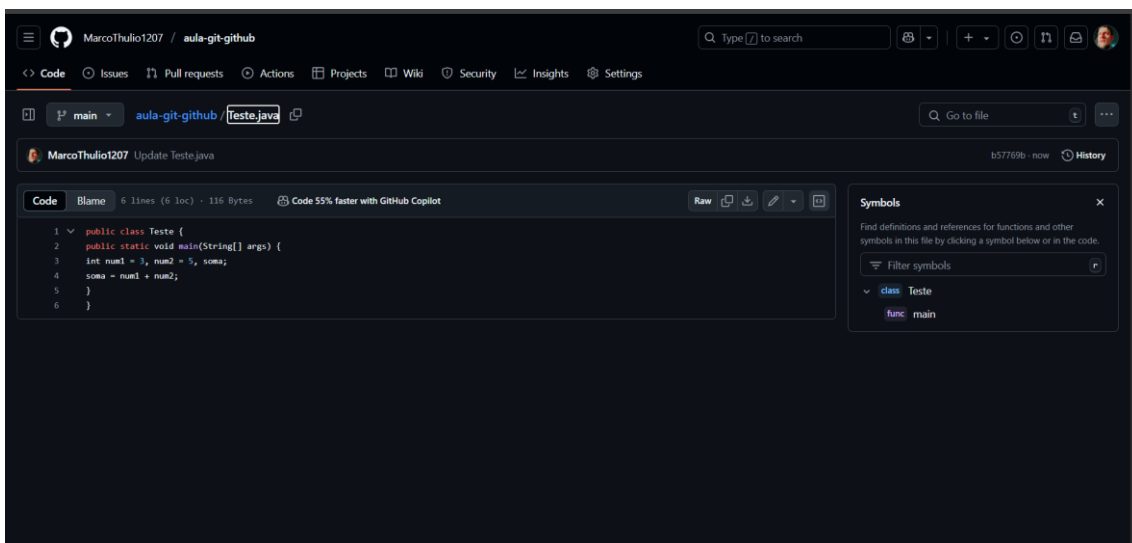 MarcoThulio1207 / aula-git-github
Type / to search
Code Issues Pull requests Actions Projects Wiki Security Insights Settings
main aula-git-github / Teste.java
Go to file t
MarcoThulio1207 Update Teste.java
b57769b · now History
Code Blame 6 lines (6 loc) · 116 Bytes Code 55% faster with GitHub Copilot
Raw
1 public class Teste {
2 public static void main(String[] args) {
3 int num1 = 3, num2 = 5, soma;
4 soma = num1 + num2;
5 }
6 }
Symbols
Find definitions and references for functions and other
symbols in this file by clicking a symbol below or in the code.
Filter symbols r
class Teste
func main